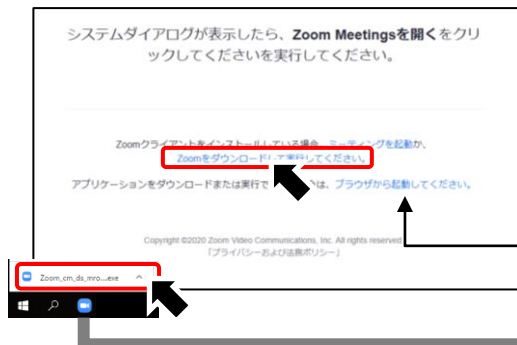 システムダイアログが表示したら、Zoom Meetingsを開くをクリ
ックしてくださいを実行してください。
Zoomクライアントをインストールしている場合、ミーティングを起動か、
Zoomをダウンロードして実行してください。
アプリケーションをダウンロードまたは実行で は、ブラウザから起動してください。
Copyright ©2020 Zoom Video Communications, Inc. All rights reserved.
「プライバシーおよび法務ポリシー」
Zoom_cm_ds_mro....exe